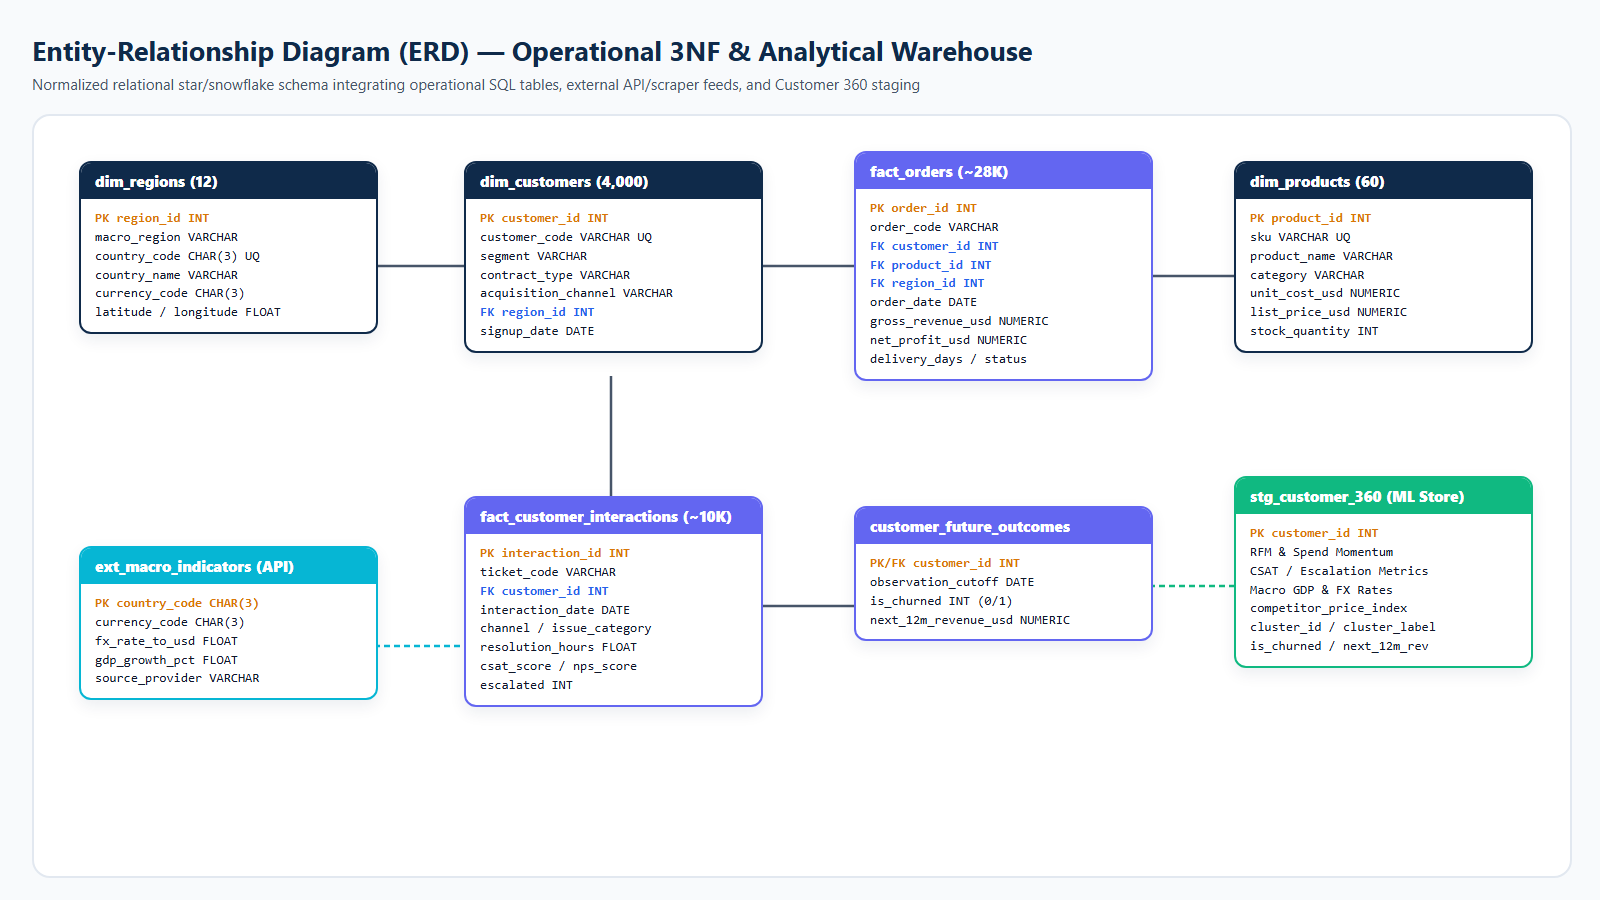 Entity-Relationship Diagram (ERD) — Operational 3NF & Analytical Warehouse
Normalized relational star/snowflake schema integrating operational SQL tables, external API/scraper feeds, and Customer 360 staging
dim_regions (12)
PK region_id INT
macro_region VARCHAR
country_code CHAR(3) UQ
country_name VARCHAR
currency_code CHAR(3)
latitude / longitude FLOAT
dim_customers (4,000)
PK customer_id INT
customer_code VARCHAR UQ
segment VARCHAR
contract_type VARCHAR
acquisition_channel VARCHAR
FK region_id INT
signup_date DATE
fact_orders (~28K)
PK order_id INT
order_code VARCHAR
FK customer_id INT
FK product_id INT
FK region_id INT
order_date DATE
gross_revenue_usd NUMERIC
net_profit_usd NUMERIC
delivery_days / status
dim_products (60)
PK product_id INT
sku VARCHAR UQ
product_name VARCHAR
category VARCHAR
unit_cost_usd NUMERIC
list_price_usd NUMERIC
stock_quantity INT
ext_macro_indicators (API)
PK country_code CHAR(3)
currency_code CHAR(3)
fx_rate_to_usd FLOAT
gdp_growth_pct FLOAT
source_provider VARCHAR
fact_customer_interactions (~10K)
PK interaction_id INT
ticket_code VARCHAR
FK customer_id INT
interaction_date DATE
channel / issue_category
resolution_hours FLOAT
csat_score / nps_score
escalated INT
customer_future_outcomes
PK/FK customer_id INT
observation_cutoff DATE
is_churned INT (0/1)
next_12m_revenue_usd NUMERIC
stg_customer_360 (ML Store)
PK customer_id INT
RFM & Spend Momentum
CSAT / Escalation Metrics
Macro GDP & FX Rates
competitor_price_index
cluster_id / cluster_label
is_churned / next_12m_rev